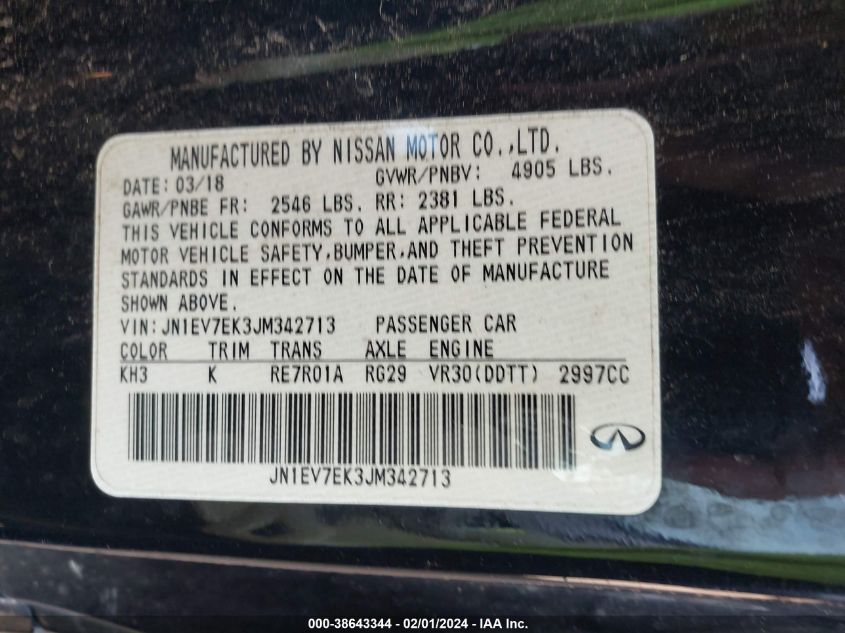 MANUFACTURED BY NISSAN MOTOR CO.,LTD.
DATE: 03/18 GVWR/PNBV: 4905 LBS.
GAWR/PNBE FR: 2546 LBS. RR: 2381 LBS.
THIS VEHICLE CONFORMS TO ALL APPLICABLE FEDERAL
MOTOR VEHICLE SAFETY,BUMPER,AND THEFT PREVENTION
STANDARDS IN EFFECT ON THE DATE OF MANUFACTURE
SHOWN ABOVE.
VIN:JN1EV7EK3JM342713 PASSENGER CAR
COLOR TRIM TRANS AXLE ENGINE
KH3 K RE7R01A RG29 VR30(DDTT) 2997CC
JN1EV7EK3JM342713
000-38643344 / 02/01/2024 - IAA Inc.